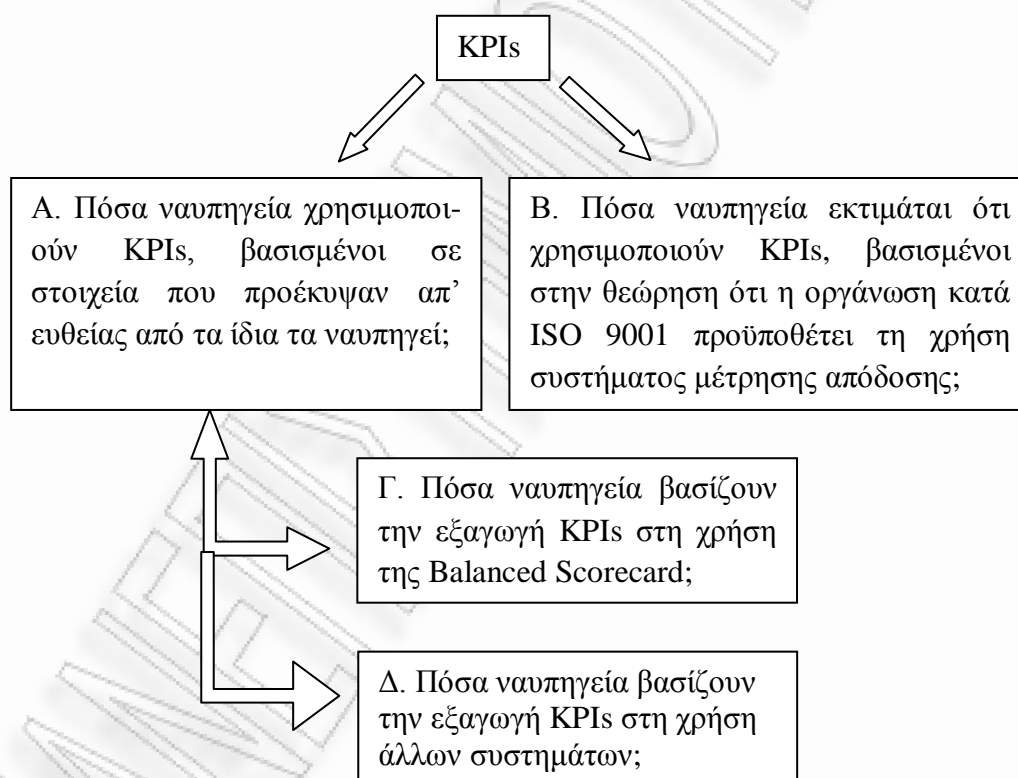 KPIs
Α. Πόσα ναυπηγεία χρησιμοποι-
ούν KPIs, βασισμένοι σε
στοιχεία που προέκυψαν απ’
ευθείας από τα ίδια τα ναυπηγεί;
Β. Πόσα ναυπηγεία εκτιμάται ότι
χρησιμοποιούν KPIs, βασισμένοι
στην θεώρηση ότι η οργάνωση κατά
ISO 9001 προϋποθέτει τη χρήση
συστήματος μέτρησης απόδοσης;
Γ. Πόσα ναυπηγεία βασίζουν
την εξαγωγή KPIs στη χρήση
της Balanced Scorecard;
Δ. Πόσα ναυπηγεία βασίζουν
την εξαγωγή KPIs στη χρήση
άλλων συστημάτων;